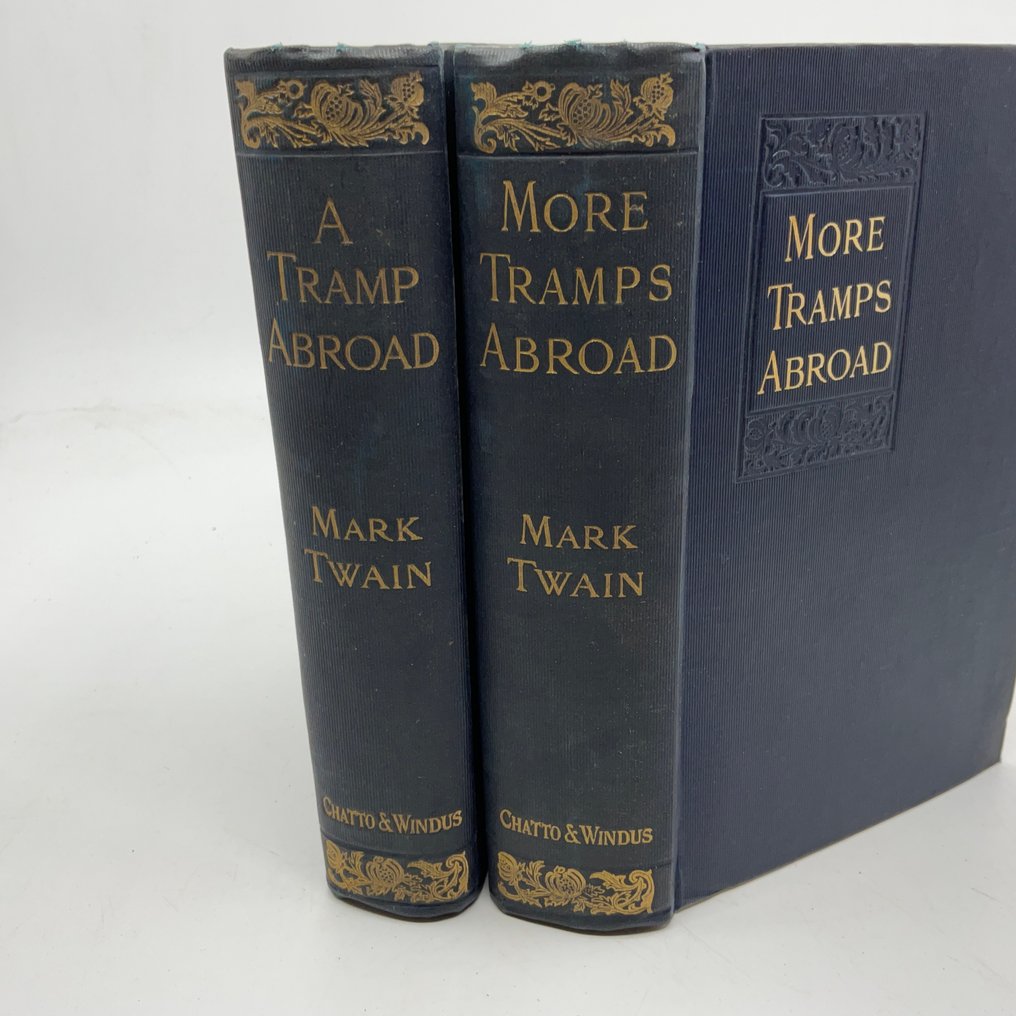 A
TRAMP
ABROAD
MARK
TWAIN
CHATTO & WINDUS
MORE
TRAMPS
ABROAD
MARK
TWAIN
CHATTO & WINDUS
MORE
TRAMPS
ABROAD